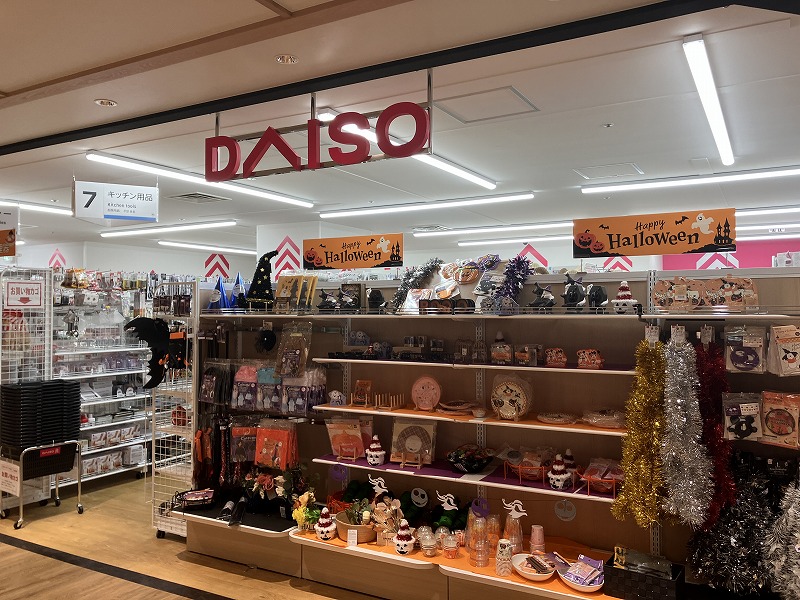 DAISO
7 キッチン用品
Kitchen tools
Happy
Halloween
Happy
Halloween
お買い物カゴ